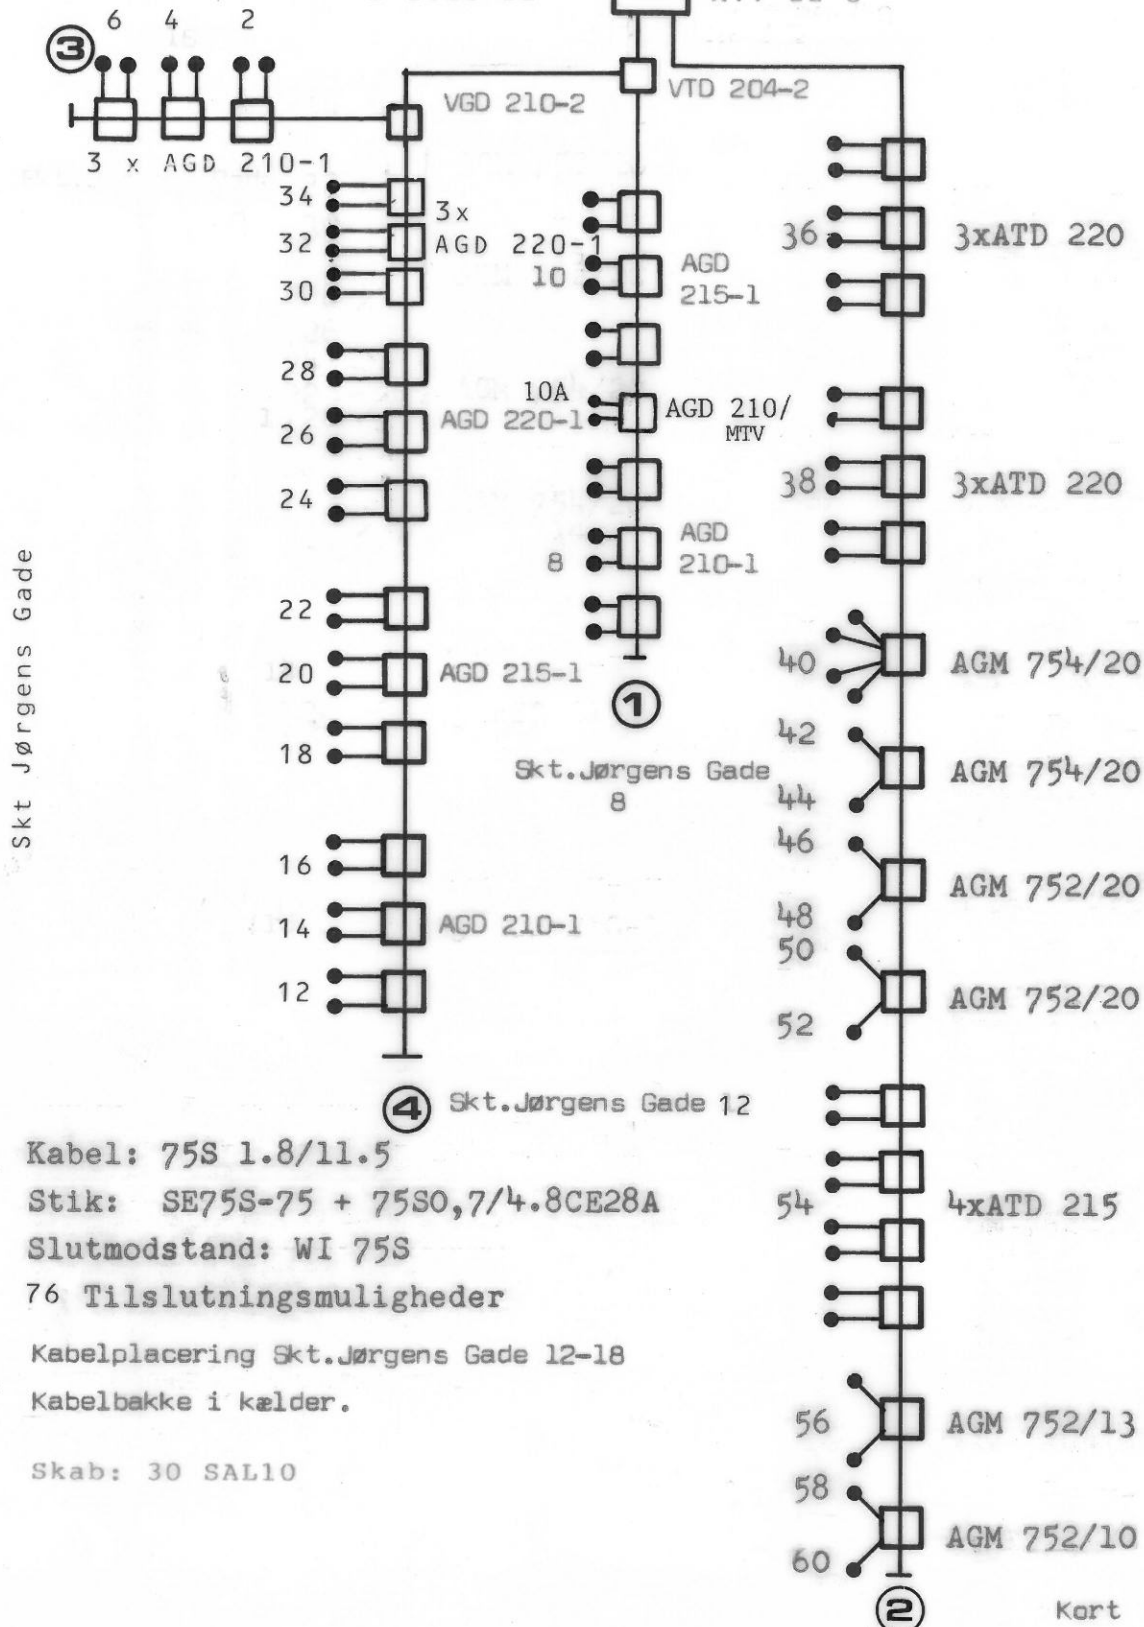 6 4 2
3
VGD 210-2
VTD 204-2
3 x AGD 210-1
34
3x
32
AGD 220-1
30
10
AGD
215-1
36
3xATD 220
28
10A
AGD 210/
MTV
26
AGD 220-1
24
38
3xATD 220
8
AGD
210-1
22
20
AGD 215-1
18
1
Skt.Jørgens Gade
8
40
AGM 754/20
42
AGM 754/20
44
46
AGM 752/20
48
50
AGM 752/20
52
16
14
AGD 210-1
12
4
Skt.Jørgens Gade 12
Skt Jørgens Gade
54
4xATD 215
56
AGM 752/13
58
AGM 752/10
60
2
Kort
Kabel: 75S 1.8/11.5
Stik: SE75S-75 + 75S0,7/4.8CE28A
Slutmodstand: WI 75S
76 Tilslutningsmuligheder
Kabelplacering Skt.Jørgens Gade 12-18
Kabelbakke i kælder.
Skab: 30 SAL10